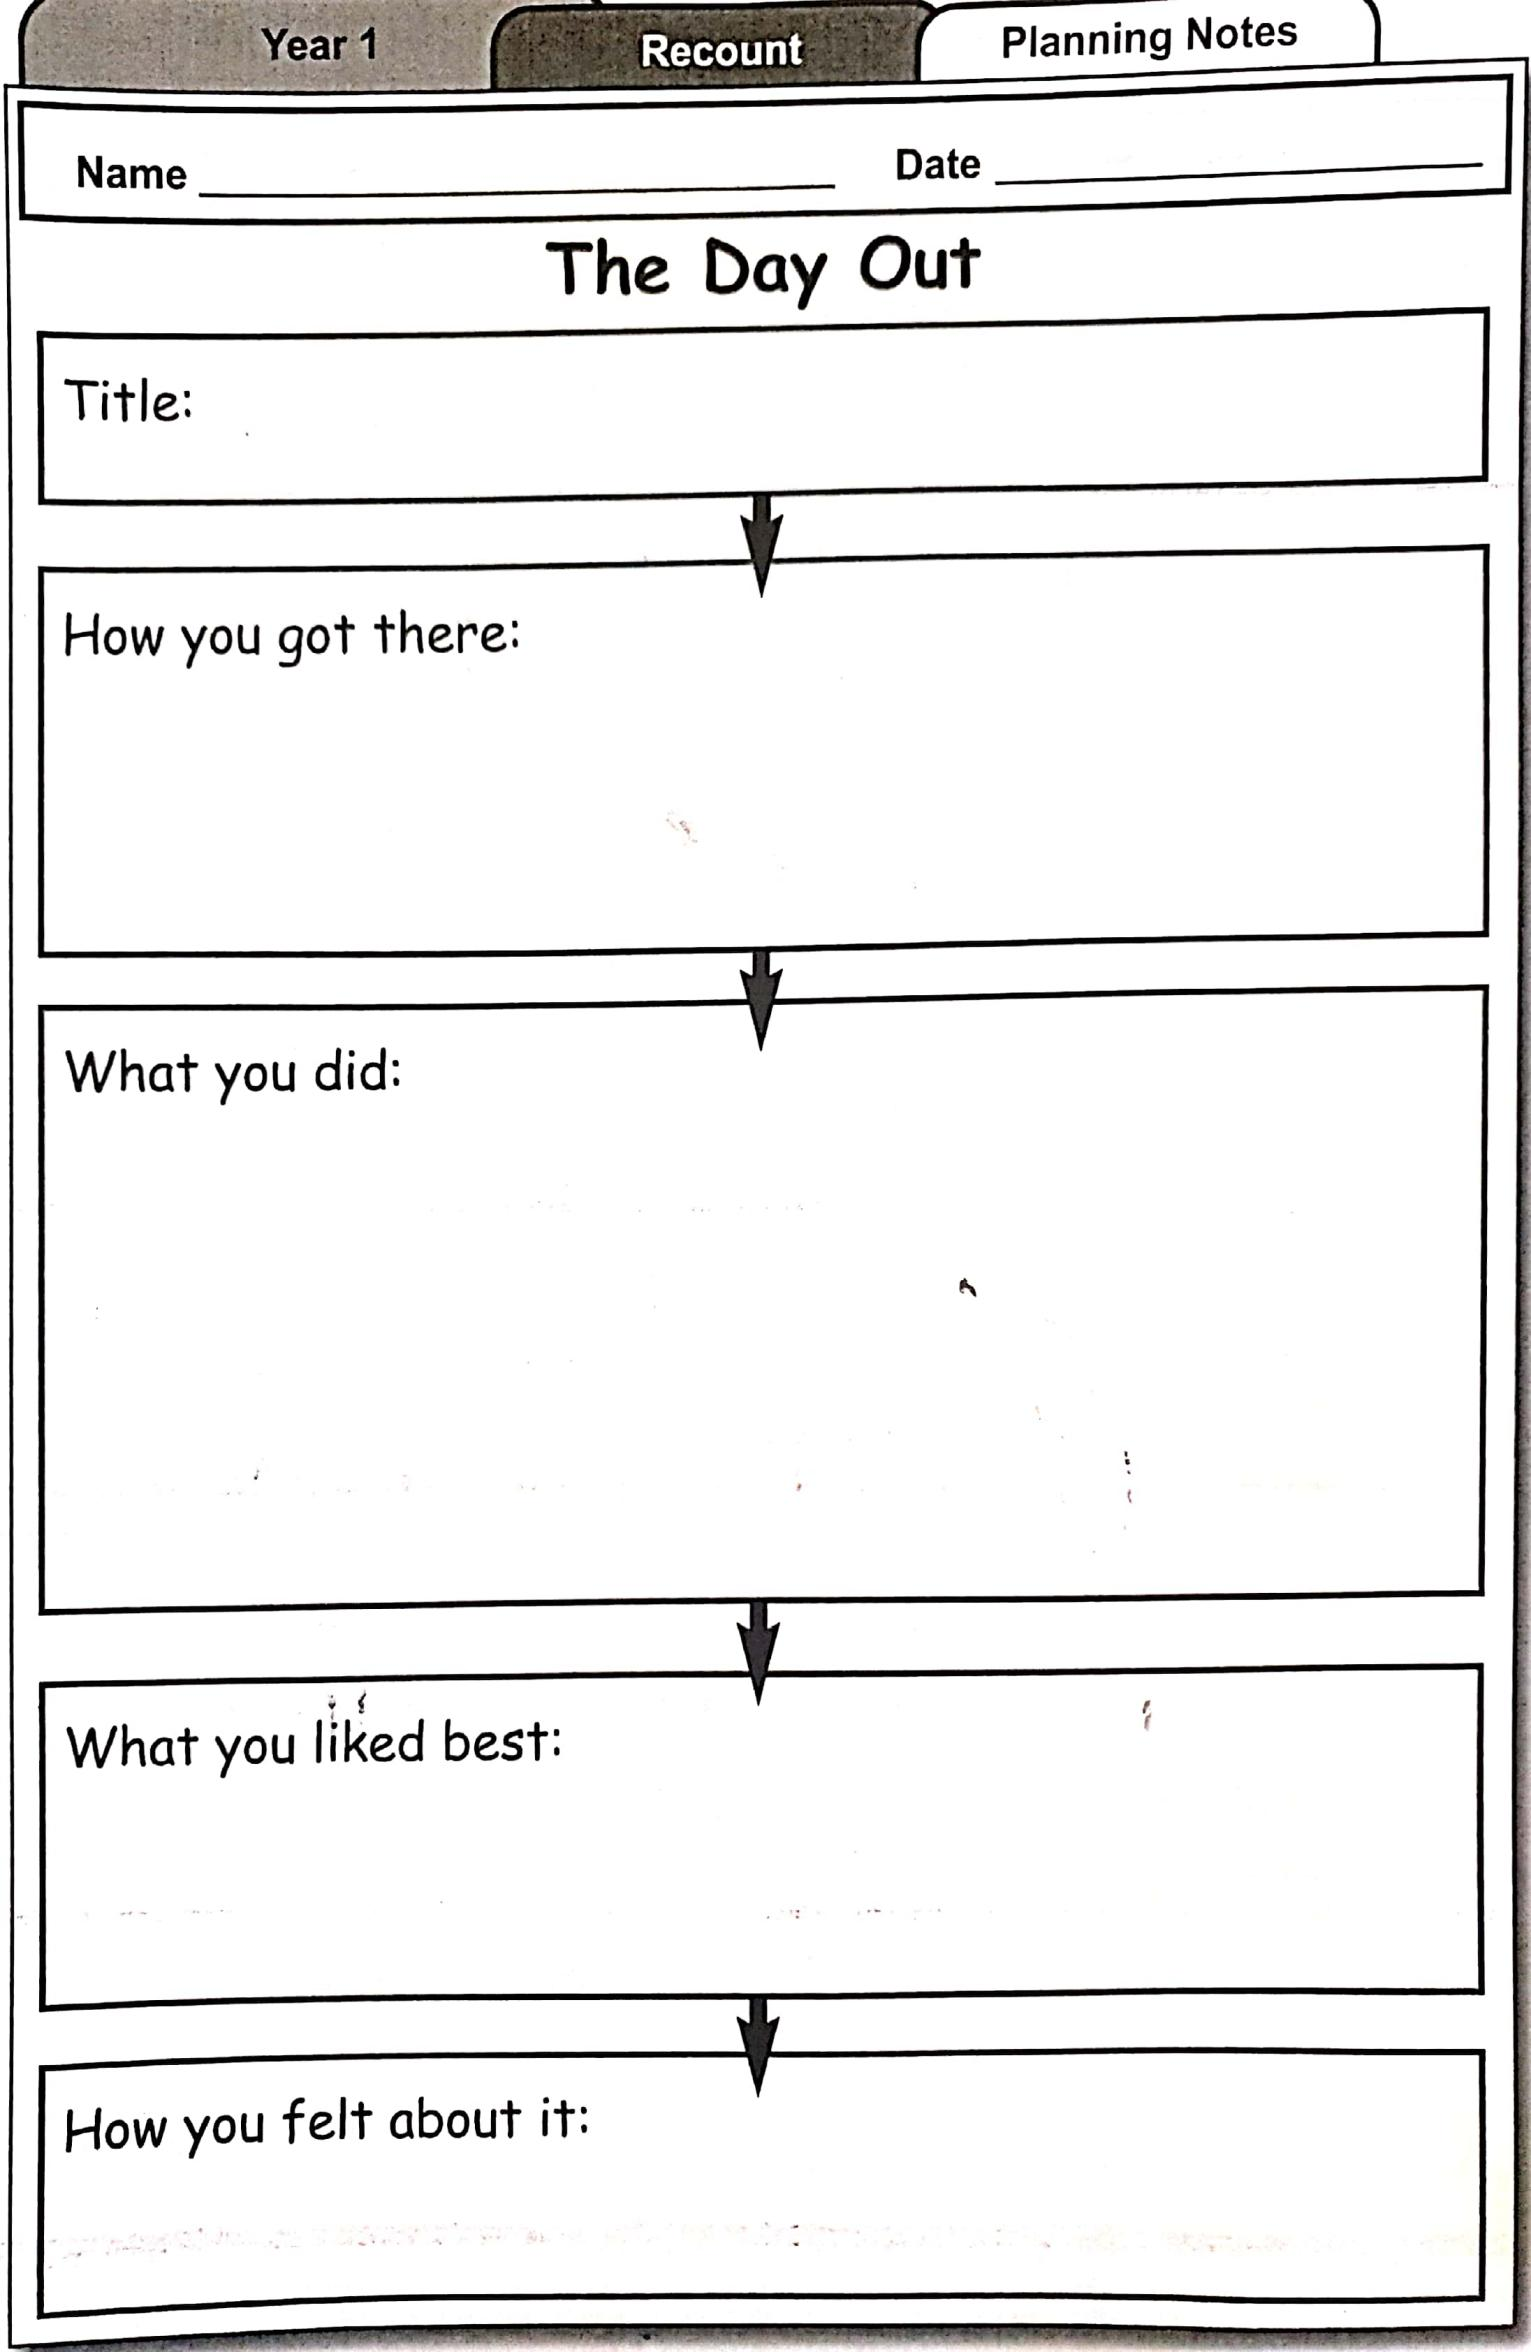 Year 1
Recount
Planning Notes
Name
Date
The Day Out
Title:
How you got there:
What you did:
What you liked best:
How you felt about it: